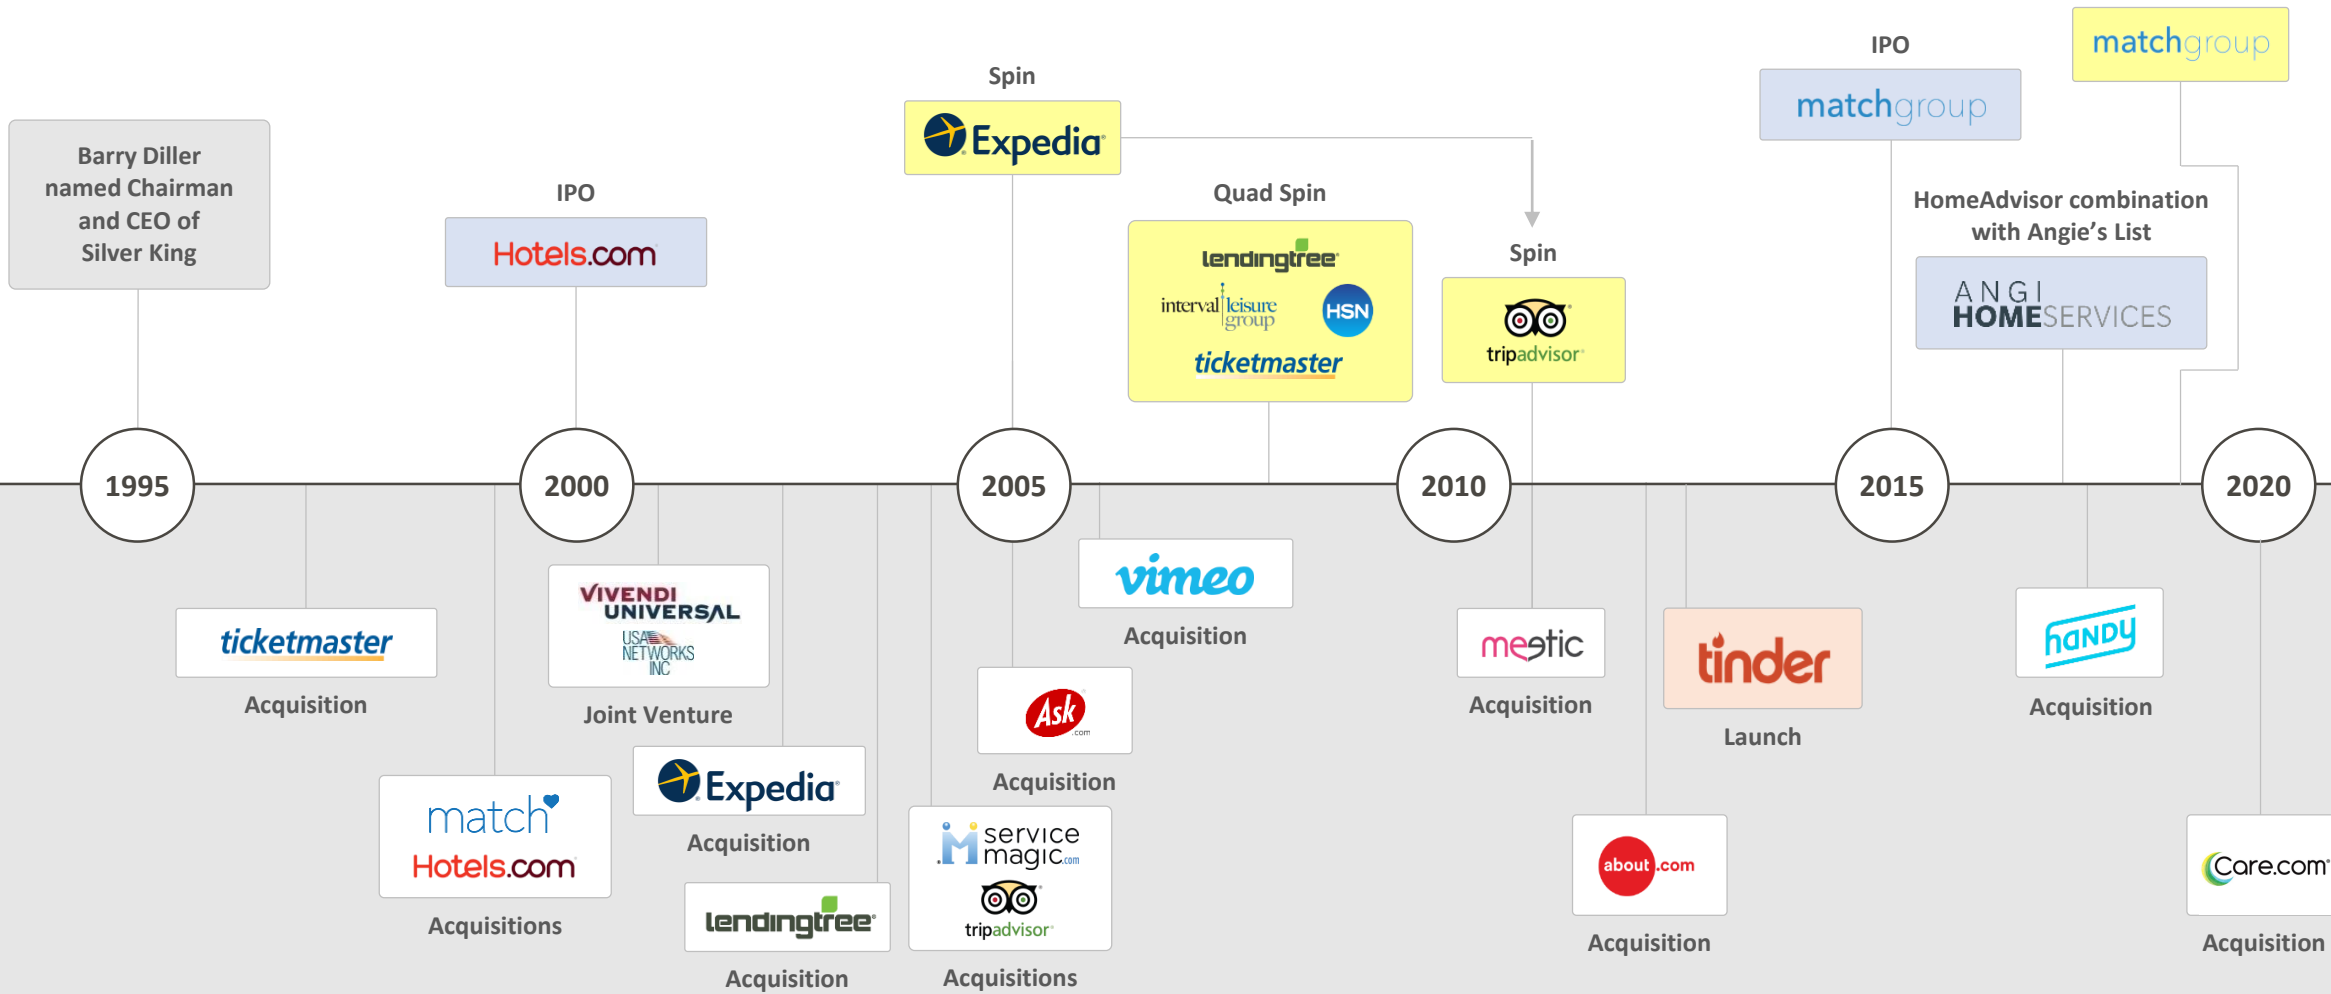 matchgroup
IPO
matchgroup
Spin
Expedia
Barry Diller
named Chairman
and CEO of
Silver King
IPO
Hotels.com
Quad Spin
lendingtree
interval leisure
group
HSN
ticketmaster
Spin
tripadvisor
HomeAdvisor combination
with Angie's List
ANGI
HOMESERVICES
1995
2000
2005
2010
2015
2020
ticketmaster
Acquisition
match
Hotels.com
Acquisitions
VIVENDI
UNIVERSAL
USA
NETWORKS
INC
Joint Venture
Expedia
Acquisition
lendingtree
Acquisition
service
magic.com
tripadvisor
Acquisitions
Ask
.com
Acquisition
vimeo
Acquisition
meetic
Acquisition
about.com
Acquisition
tinder
Launch
HANDY
Acquisition
Care.com
Acquisition